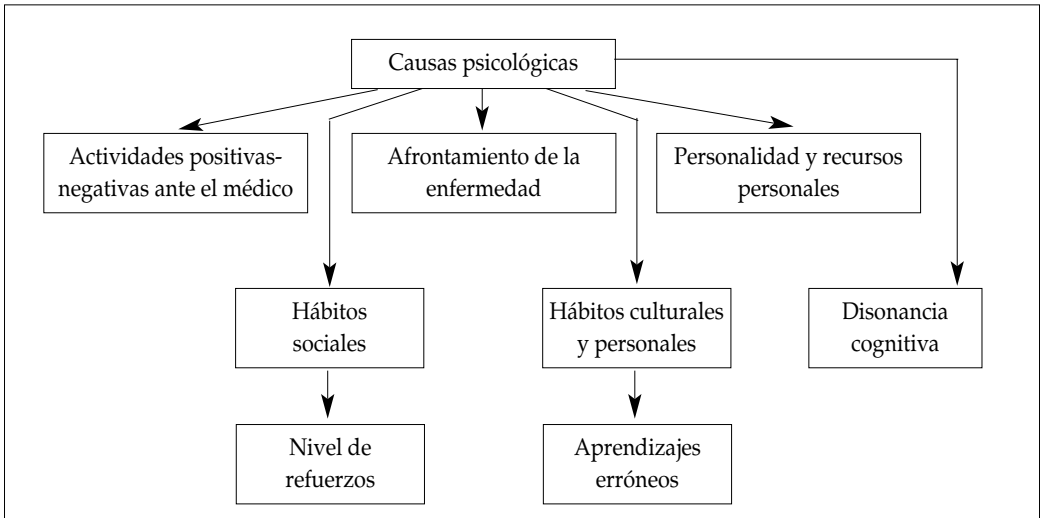 Causas psicológicas
Actividades positivas-
negativas ante el médico
Afrontamiento de la
enfermedad
Personalidad y recursos
personales
Hábitos
sociales
Hábitos culturales
y personales
Disonancia
cognitiva
Nivel de
refuerzos
Aprendizajes
erróneos